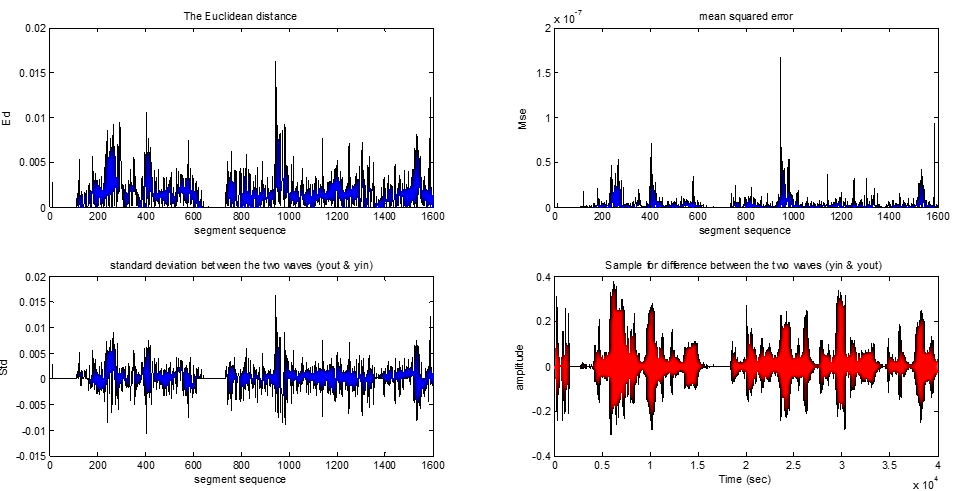 The Euclidean distance
0.02
0.015
0.01
0.005
0
Ed
0 200 400 600 800 1000 1200 1400 1600
segment sequence
mean squared error
x 10^-7
2
1.5
1
0.5
0
Mse
0 200 400 600 800 1000 1200 1400 1600
segment sequence
standard deviation between the two waves (yout & yin)
0.02
0.015
0.01
0.005
0
-0.005
-0.01
-0.015
Std
0 200 400 600 800 1000 1200 1400 1600
segment sequence
Sample for difference between the two waves (yin & yout)
0.4
0.2
0
-0.2
-0.4
amplitude
0 0.5 1 1.5 2 2.5 3 3.5 4
Time (sec)
x 10^4